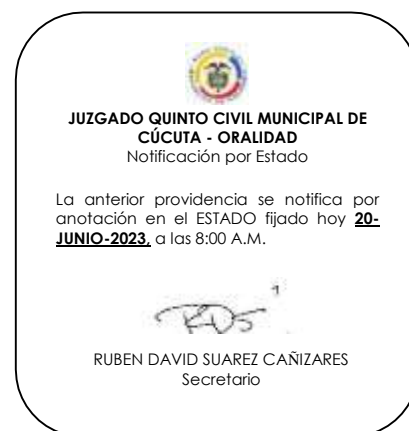 JUZGADO QUINTO CIVIL MUNICIPAL DE
CÚCUTA - ORALIDAD
Notificación por Estado
La anterior providencia se notifica por
anotación en el ESTADO fijado hoy 20-
JUNIO-2023, a las 8:00 A.M.
RUBEN DAVID SUAREZ CAÑIZARES
Secretario